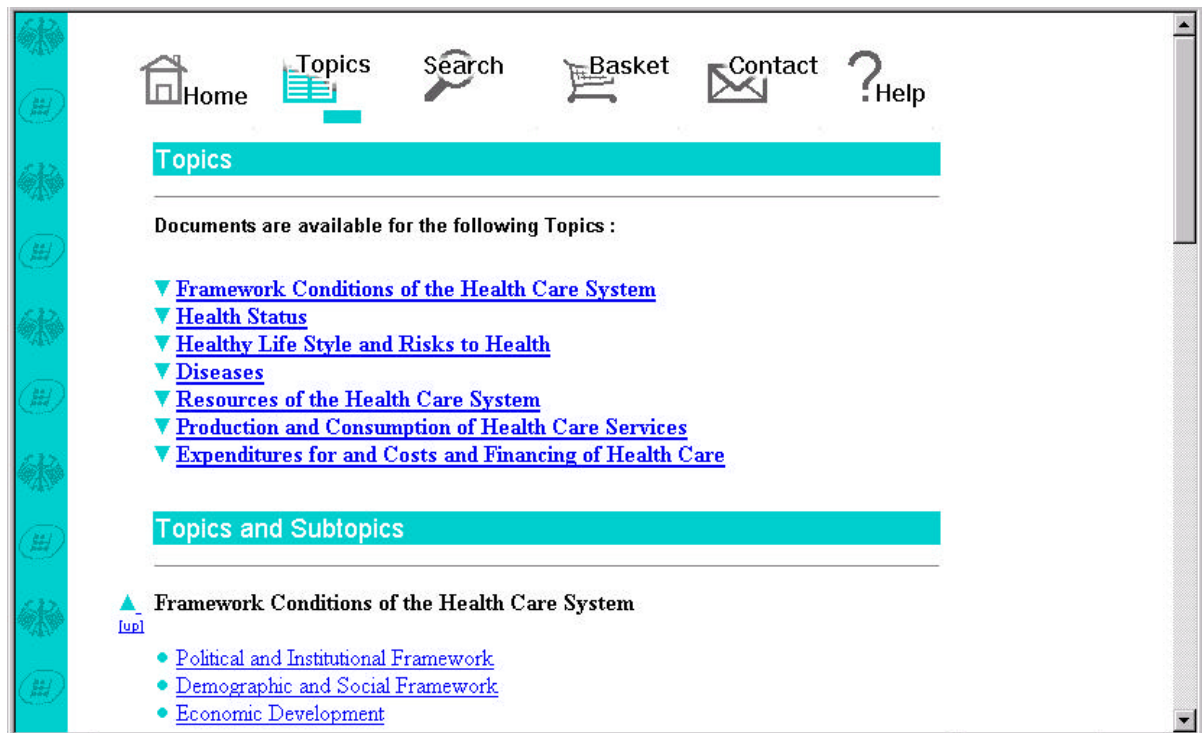 Home Topics Search Basket Contact Help
Topics
Documents are available for the following Topics :
Framework Conditions of the Health Care System
Health Status
Healthy Life Style and Risks to Health
Diseases
Resources of the Health Care System
Production and Consumption of Health Care Services
Expenditures for and Costs and Financing of Health Care
Topics and Subtopics
Framework Conditions of the Health Care System
[up]
Political and Institutional Framework
Demographic and Social Framework
Economic Development